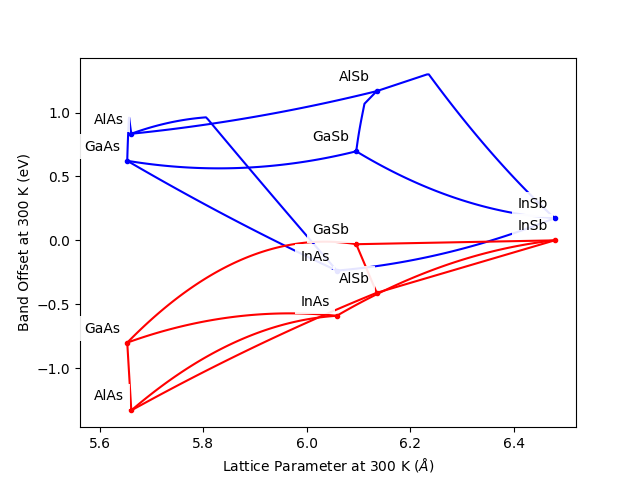 AlSb
1.0
AlAs
GaSb
GaAs
0.5
InSb
InSb
GaSb
0.0
InAs
AlSb
InAs
−0.5
GaAs
−1.0
AlAs
5.6 5.8 6.0 6.2 6.4
Lattice Parameter at 300 K (Å)
Band Offset at 300 K (eV)